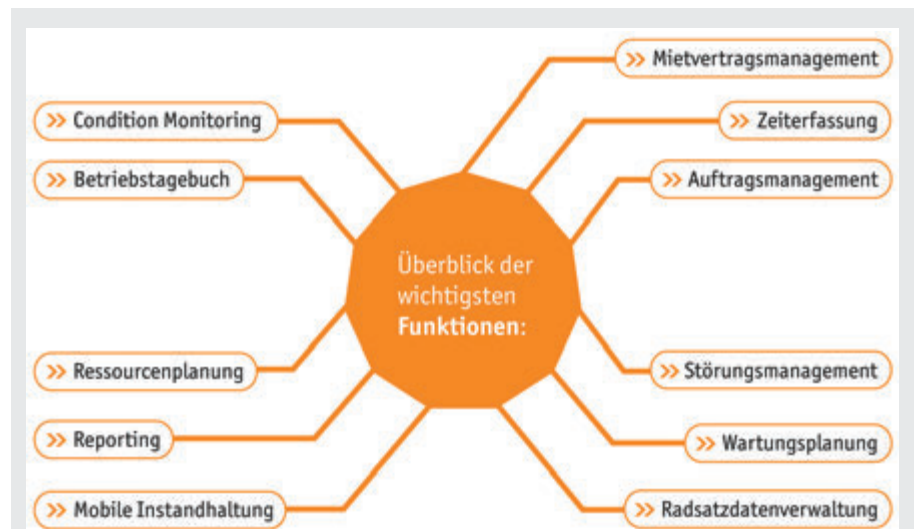 Überblick der
wichtigsten
Funktionen:
>> Mietvertragsmanagement
>> Zeiterfassung
>> Auftragsmanagement
>> Störungsmanagement
>> Wartungsplanung
>> Radsatzdatenverwaltung
>> Condition Monitoring
>> Betriebstagebuch
>> Ressourcenplanung
>> Reporting
>> Mobile Instandhaltung